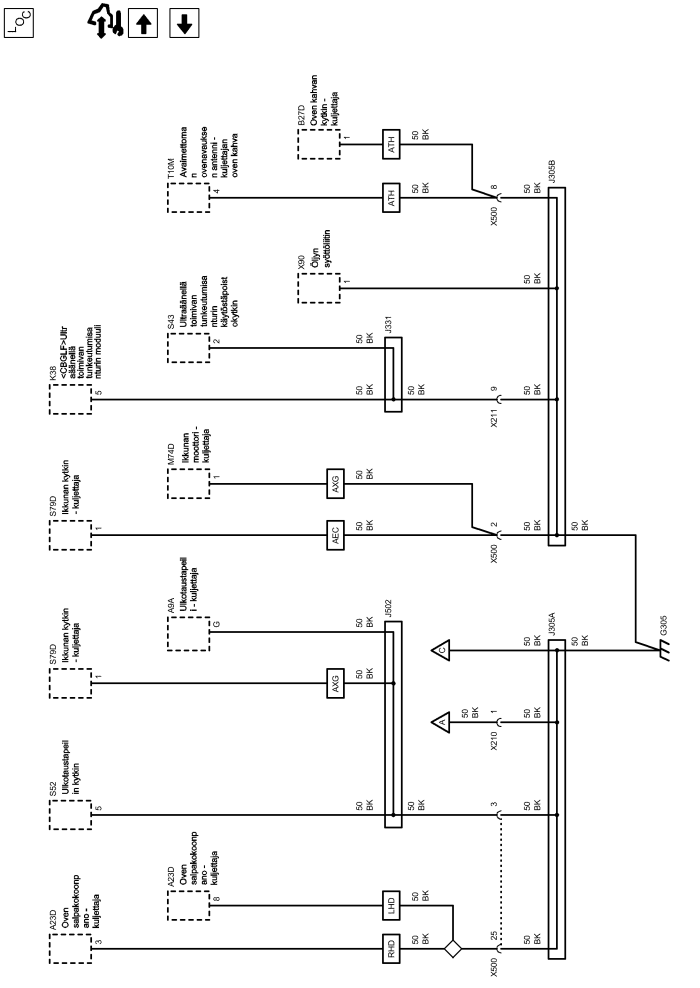 LOC
A23D
Oven
salpakokoonp
ano -
kuljettaja
3
RHD
50
BK
A23D
Oven
salpakokoonp
ano -
kuljettaja
8
LHD
50
BK
25
X500
50
BK
S52
Ulkotaustapeil
in kytkin
5
50
BK
50
BK
3
50
BK
S79D
Ikkunan kytkin
- kuljettaja
1
AXG
50
BK
A9A
Ulkotaustapeil
i - kuljettaja
G
50
BK
J502
A
50
BK
1
X210
50
BK
C
50
BK
J305A
50
BK
G305
S79D
Ikkunan kytkin
- kuljettaja
1
AEC
50
BK
M74D
Ikkunan
moottori -
kuljettaja
1
AXG
50
BK
2
X500
50
BK
50
BK
K38
<CBGLF>Ultr
aäänellä
toimivan
tunkeutumisa
nturin moduuli
5
50
BK
S43
Ultraäänellä
toimivan
tunkeutumisa
nturin
käytöstäpoist
okytkin
2
50
BK
J331
50
BK
9
X211
50
BK
X90
Öljyn
syöttöliitin
1
50
BK
T10M
Avaimettoma
n
ovenavaukse
n antenni -
kuljettajan
oven kahva
4
ATH
50
BK
B27D
Oven kahvan
kytkin -
kuljettaja
1
ATH
50
BK
8
X500
50
BK
J305B